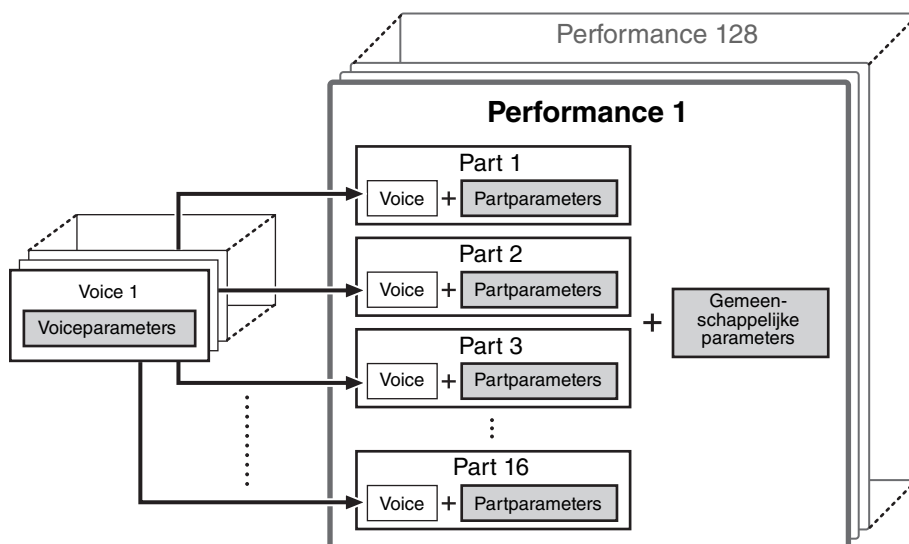 Performance 128
Performance 1
Part 1
Voice + Partparameters
Part 2
Voice + Partparameters
Voice 1
Voiceparameters
+
Gemeen-
schappelijke
parameters
Part 3
Voice + Partparameters
Part 16
Voice + Partparameters